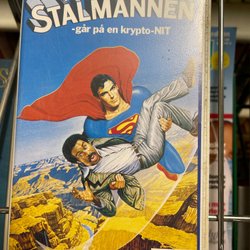 STÅLMANNEN
-går på en krypto-NIT